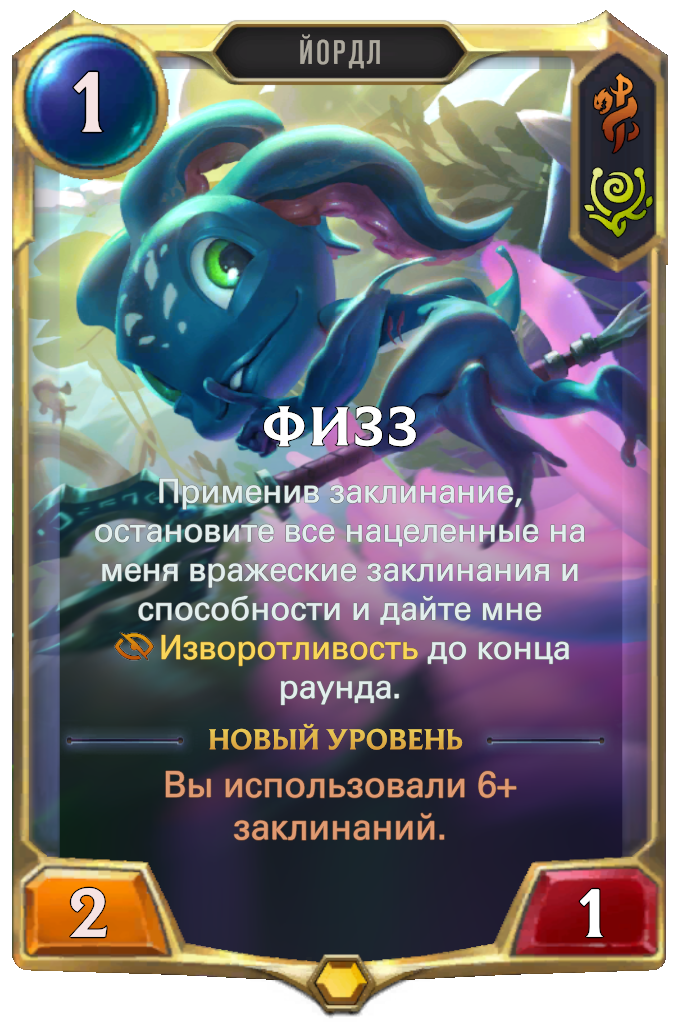 ЙОРДЛ
1
ФИЗЗ
Применив заклинание,
остановите все нацеленные на
меня вражеские заклинания и
способности и дайте мне
Изворотливость до конца
раунда.
НОВЫЙ УРОВЕНЬ
Вы использовали 6+
заклинаний.
2
1